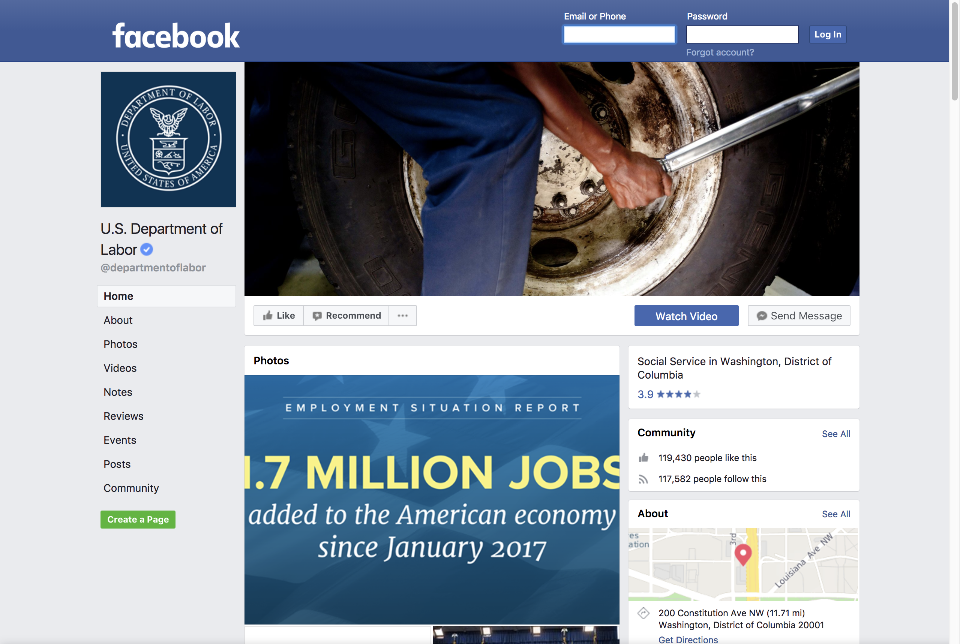 facebook
Email or Phone
Password
Log In
Forgot account?
DEPARTMENT OF LABOR
UNITED STATES OF AMERICA
U.S. Department of
Labor
@departmentoflabor
Home
About
Photos
Videos
Notes
Reviews
Events
Posts
Community
Create a Page
Like
Recommend
Watch Video
Send Message
Photos
EMPLOYMENT SITUATION REPORT
1.7 MILLION JOBS
added to the American economy
since January 2017
Social Service in Washington, District of
Columbia
3.9
Community
See All
119,430 people like this
117,582 people follow this
About
See All
3rd
Louisiana Ave NW
200 Constitution Ave NW (11.71 mi)
Washington, District of Columbia 20001
Get Directions